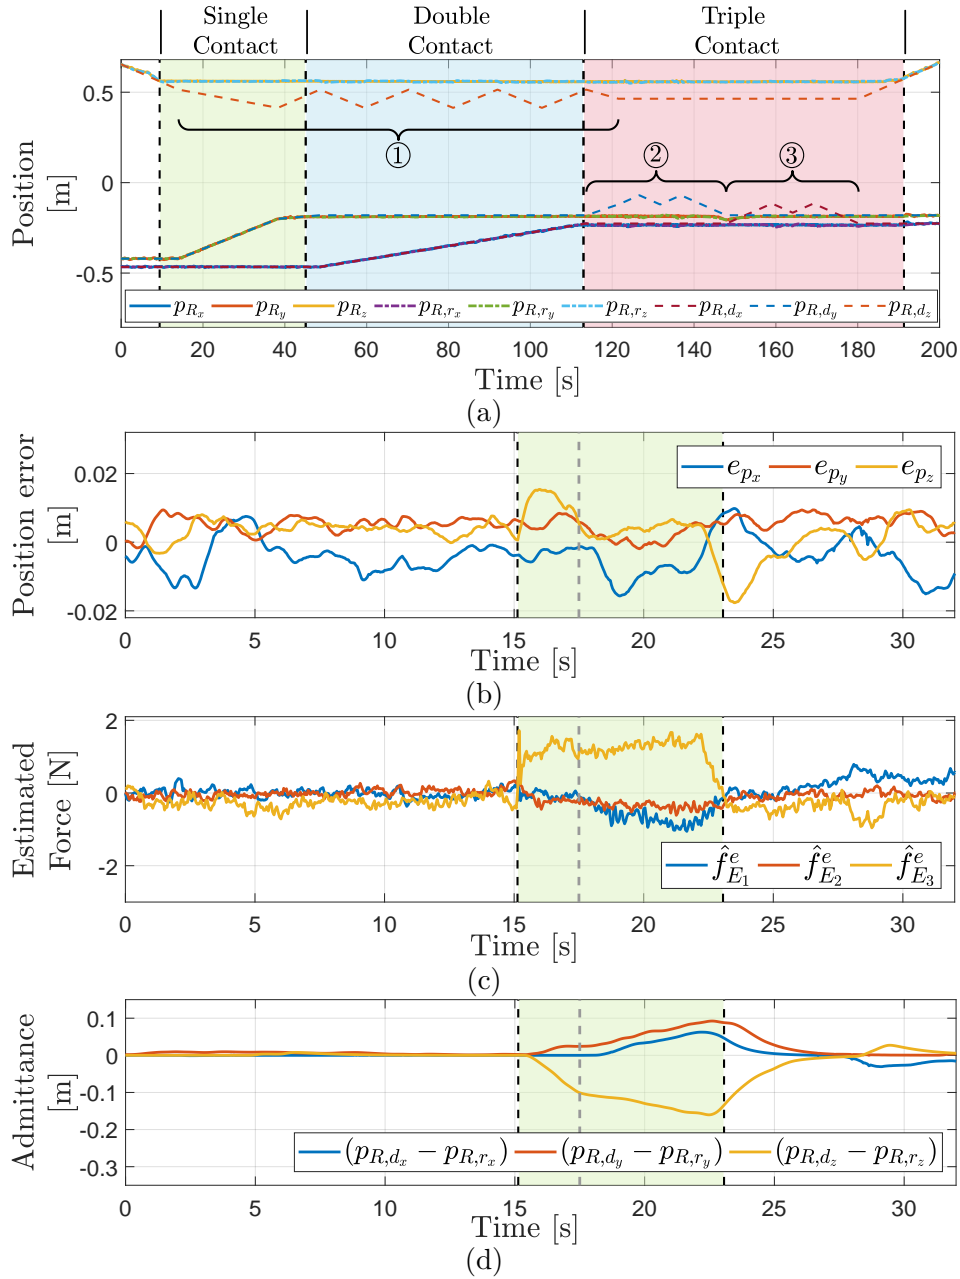 Single Contact
Double Contact
Triple Contact
Position [m]
0.5
0
-0.5
① ② ③
p_{R_x} p_{R_y} p_{R_z} p_{R,r_x} p_{R,r_y} p_{R,r_z} p_{R,d_x} p_{R,d_y} p_{R,d_z}
0 20 40 60 80 100 120 140 160 180 200
Time [s]
(a)
Position error [m]
0.02
0
-0.02
e_{p_x} e_{p_y} e_{p_z}
0 5 10 15 20 25 30
Time [s]
(b)
Estimated Force [N]
2
0
-2
\hat{f}^e_{E_1} \hat{f}^e_{E_2} \hat{f}^e_{E_3}
0 5 10 15 20 25 30
Time [s]
(c)
Admittance [m]
0.1
0
-0.1
-0.2
-0.3
(p_{R,d_x} − p_{R,r_x}) (p_{R,d_y} − p_{R,r_y}) (p_{R,d_z} − p_{R,r_z})
0 5 10 15 20 25 30
Time [s]
(d)